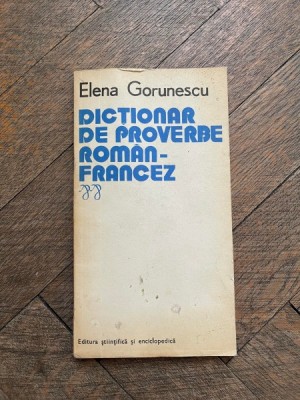 Elena Gorunescu
DICȚIONAR
DE PROVERBE
ROMÂN-
FRANCEZ
Editura științifică și enciclopedică